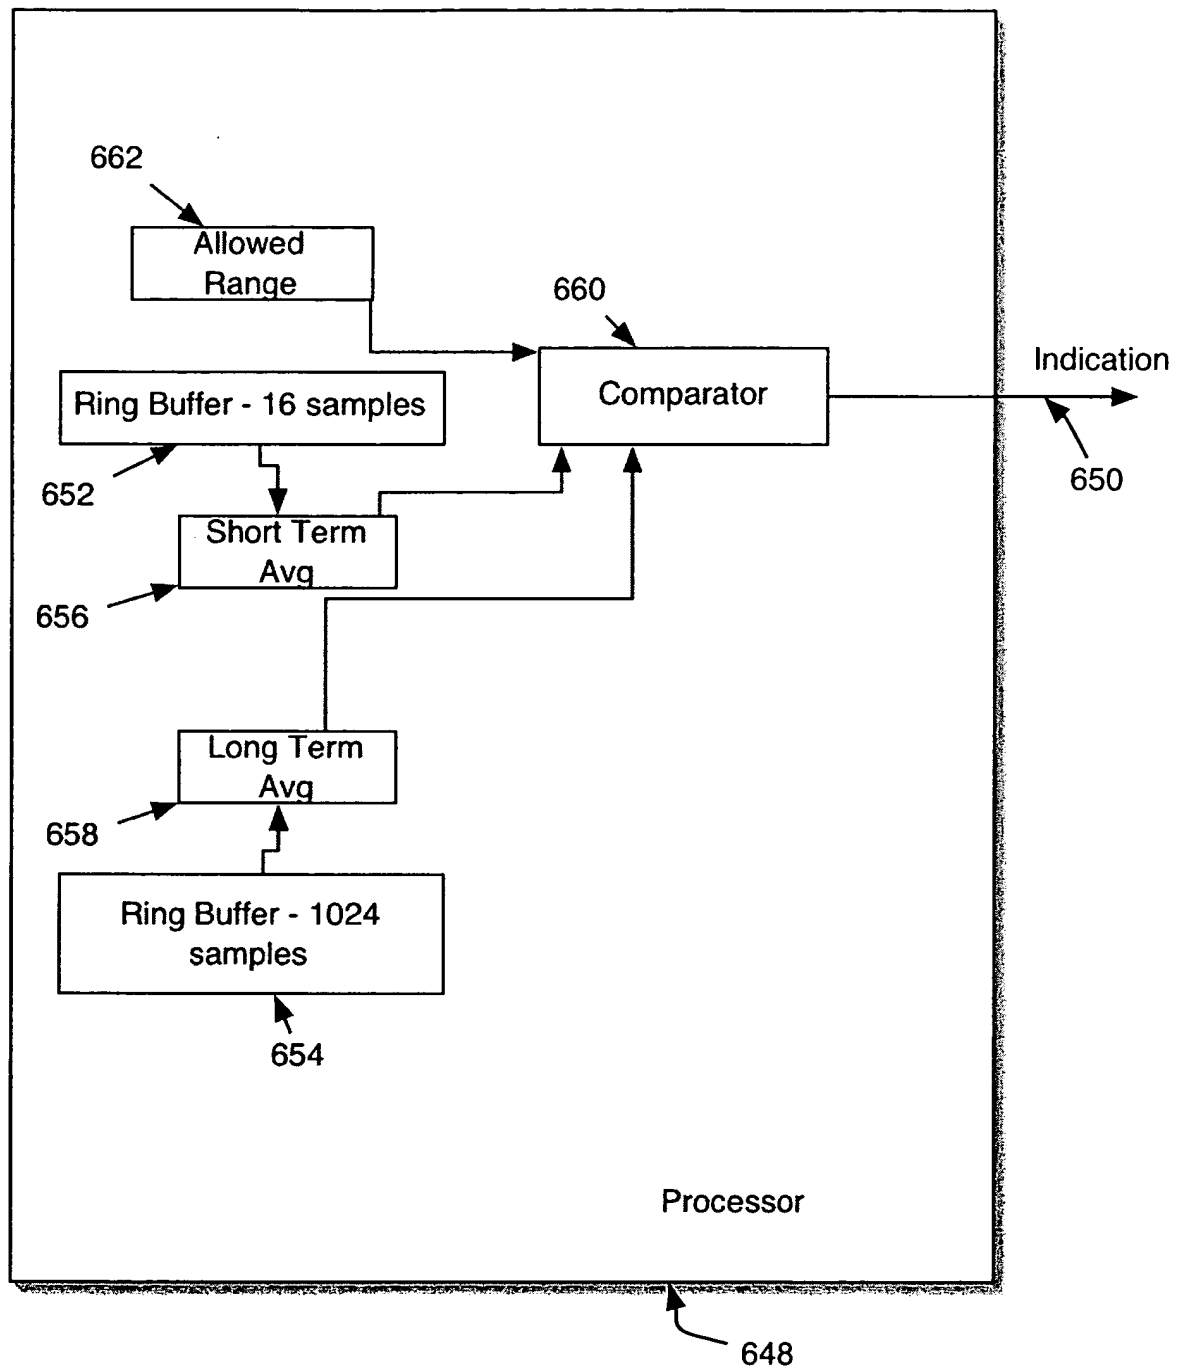 662
Allowed
Range
660
Comparator
Indication
650
Ring Buffer - 16 samples
652
Short Term
Avg
656
Long Term
Avg
658
Ring Buffer - 1024
samples
654
Processor
648